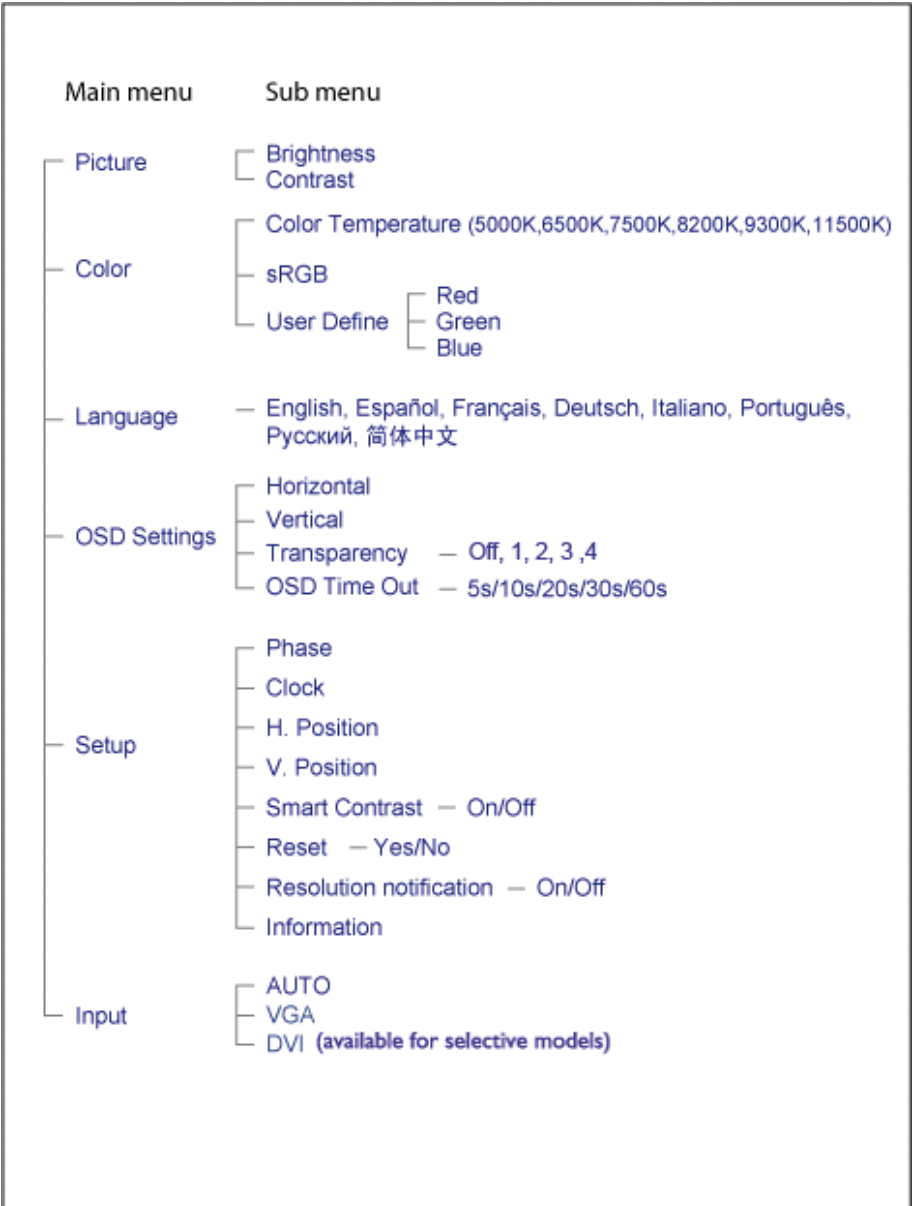 Main menu Sub menu
Picture
Brightness
Contrast
Color
Color Temperature (5000K,6500K,7500K,8200K,9300K,11500K)
sRGB
User Define
Red
Green
Blue
Language
English, Español, Français, Deutsch, Italiano, Português,
Русский, 简体中文
OSD Settings
Horizontal
Vertical
Transparency — Off, 1, 2, 3 ,4
OSD Time Out — 5s/10s/20s/30s/60s
Setup
Phase
Clock
H. Position
V. Position
Smart Contrast — On/Off
Reset — Yes/No
Resolution notification — On/Off
Information
Input
AUTO
VGA
DVI (available for selective models)